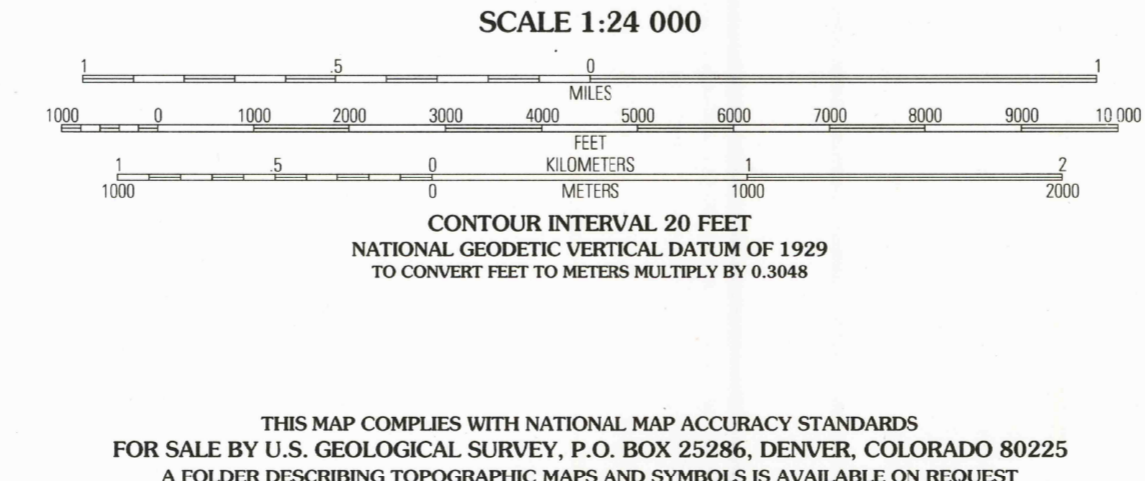 SCALE 1:24 000
1 .5 0 1
MILES
1000 0 1000 2000 3000 4000 5000 6000 7000 8000 9000 10 000
FEET
1 .5 0 KILOMETERS 1 2
1000 0 METERS 1000 2000
CONTOUR INTERVAL 20 FEET
NATIONAL GEODETIC VERTICAL DATUM OF 1929
TO CONVERT FEET TO METERS MULTIPLY BY 0.3048
THIS MAP COMPLIES WITH NATIONAL MAP ACCURACY STANDARDS
FOR SALE BY U.S. GEOLOGICAL SURVEY, P.O. BOX 25286, DENVER, COLORADO 80225
A FOLDER DESCRIBING TOPOGRAPHIC MAPS AND SYMBOLS IS AVAILABLE ON REQUEST